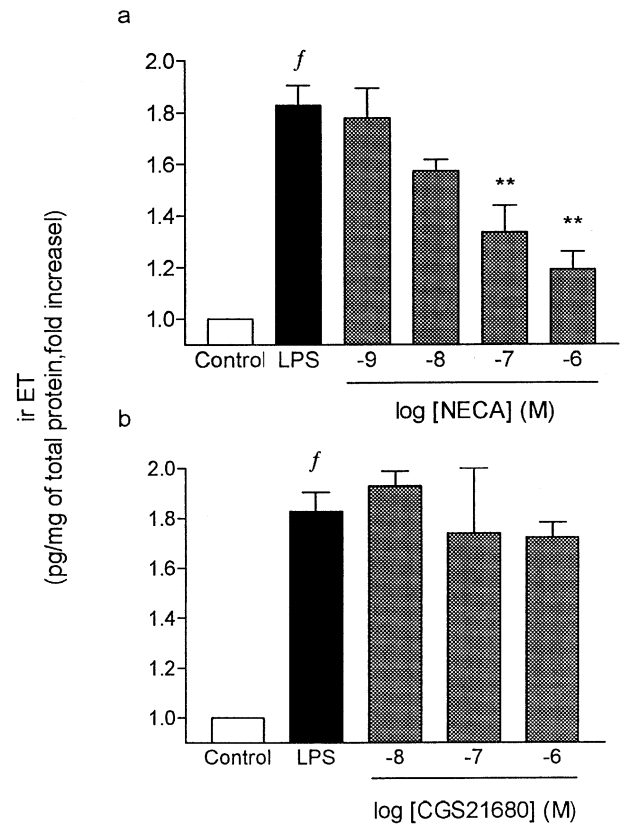 a
ƒ
2.0
1.8
1.6
** 
1.4
**
1.2
1.0
Control LPS -9 -8 -7 -6
log [NECA] (M)
ir ET
(pg/mg of total protein,fold increasel)
b
ƒ
2.0
1.8
1.6
1.4
1.2
1.0
Control LPS -8 -7 -6
log [CGS21680] (M)